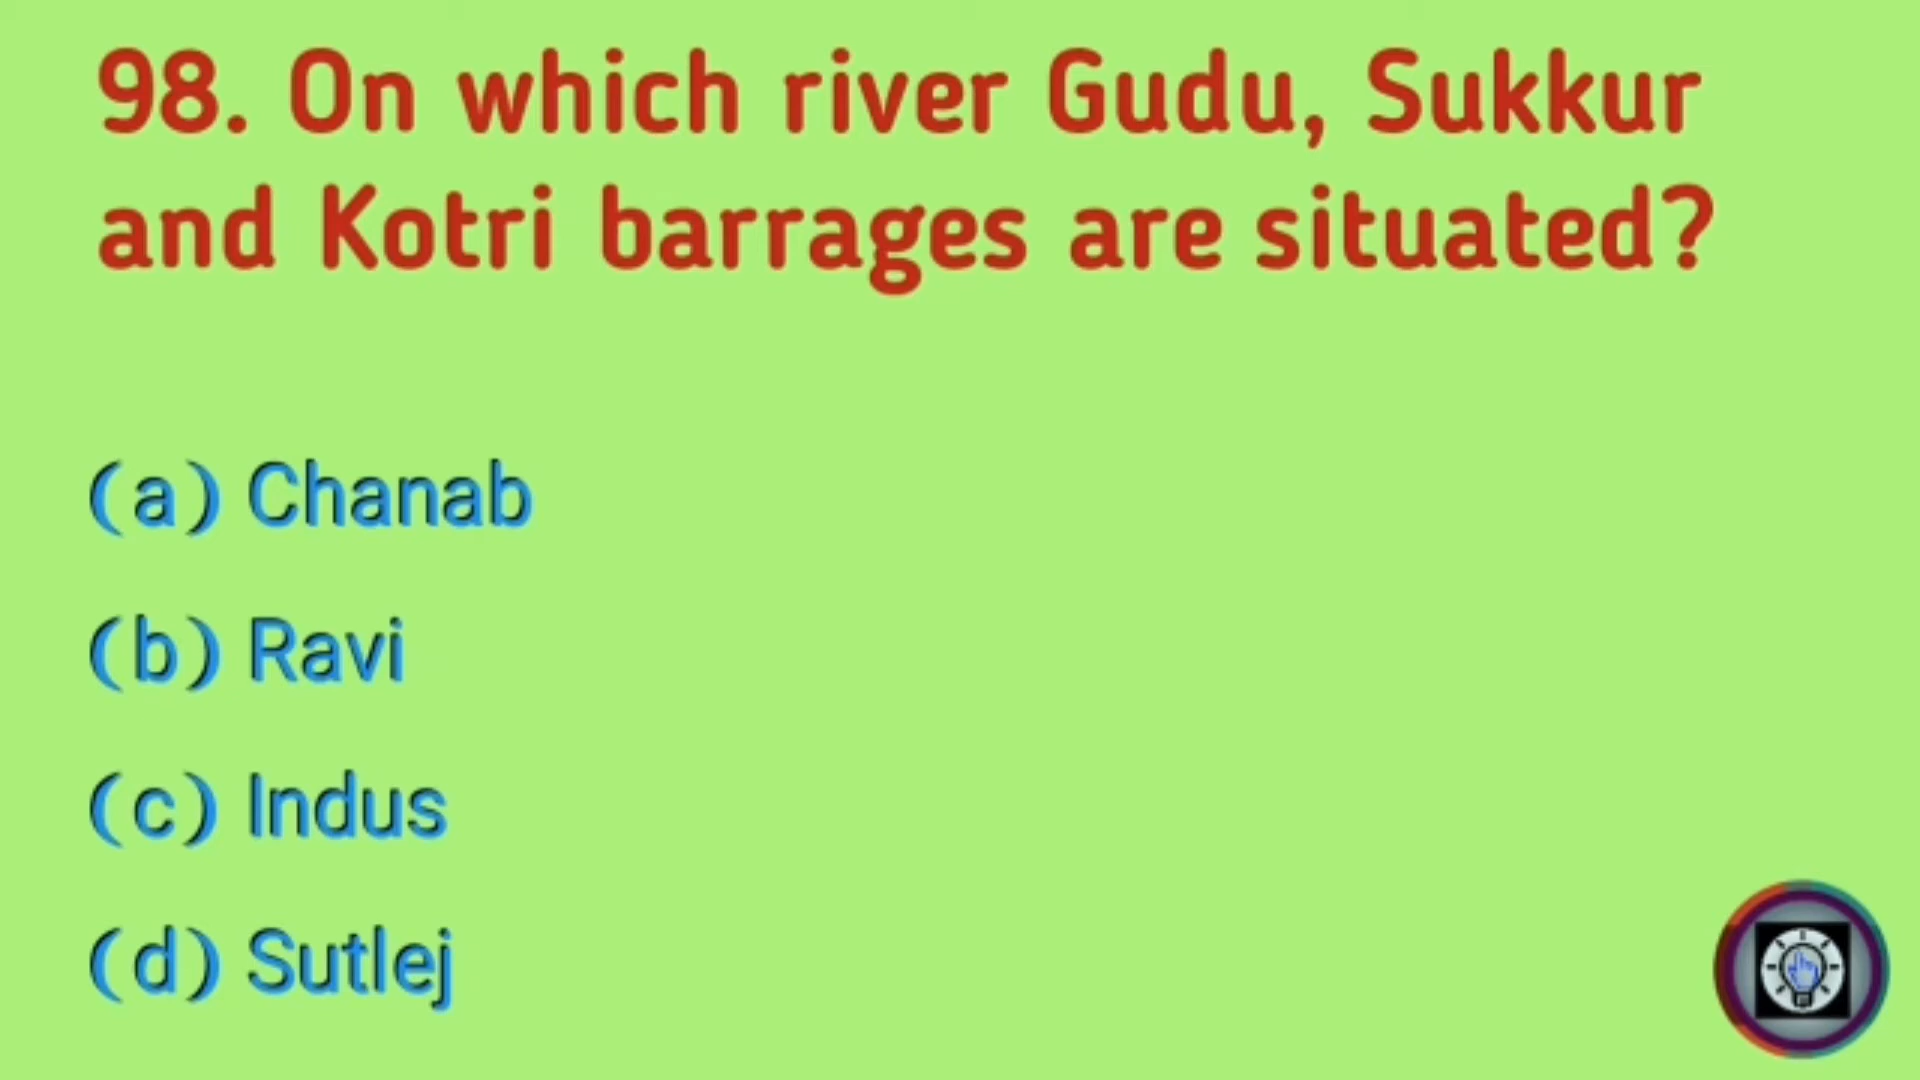 98. On which river Gudu, Sukkur
and Kotri barrages are situated?
(a) Chanab
(b) Ravi
(c) Indus
(d) Sutlej